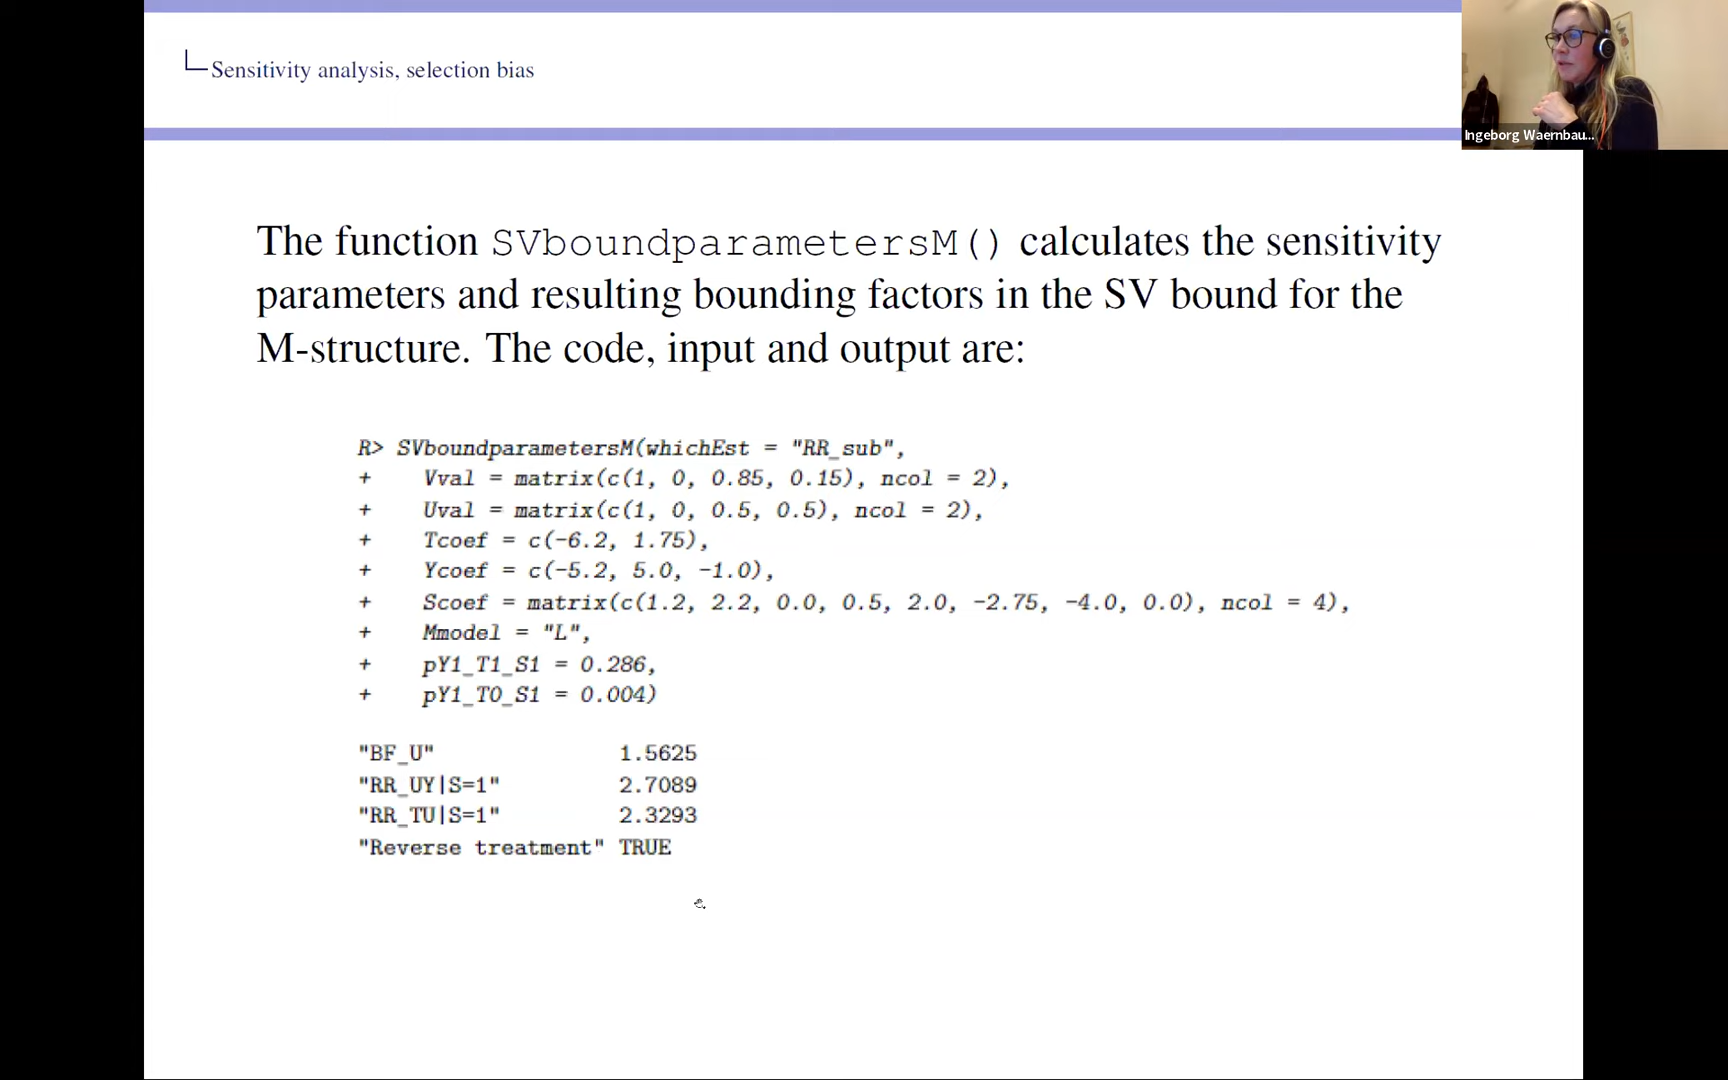 Sensitivity analysis, selection bias
Ingeborg Waernbau...
The function SVboundparametersM() calculates the sensitivity
parameters and resulting bounding factors in the SV bound for the
M-structure. The code, input and output are:
R> SVboundparametersM(whichEst = "RR_sub",
+ Vval = matrix(c(1, 0, 0.85, 0.15), ncol = 2),
+ Uval = matrix(c(1, 0, 0.5, 0.5), ncol = 2),
+ Tcoef = c(-6.2, 1.75),
+ Ycoef = c(-5.2, 5.0, -1.0),
+ Scoef = matrix(c(1.2, 2.2, 0.0, 0.5, 2.0, -2.75, -4.0, 0.0), ncol = 4),
+ Mmodel = "L",
+ pY1_T1_S1 = 0.286,
+ pY1_T0_S1 = 0.004)
"BF_U" 1.5625
"RR_UY|S=1" 2.7089
"RR_TU|S=1" 2.3293
"Reverse treatment" TRUE